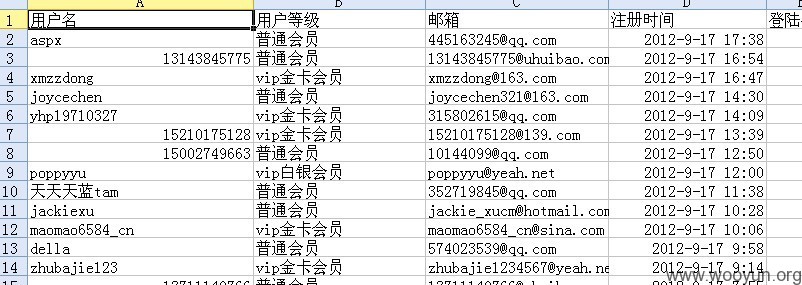 A B C D
1 用户名 用户等级 邮箱 注册时间 登陆
2 aspx 普通会员 445163245@qq.com 2012-9-17 17:38
3 13143845775 普通会员 13143845775@uhuibao.com 2012-9-17 16:54
4 xmzzdong vip金卡会员 xmzzdong@163.com 2012-9-17 16:47
5 joycechen 普通会员 joycechen321@163.com 2012-9-17 14:30
6 yhp19710327 vip金卡会员 315802615@qq.com 2012-9-17 14:09
7 15210175128 vip金卡会员 15210175128@139.com 2012-9-17 13:39
8 15002749663 普通会员 10144099@qq.com 2012-9-17 12:50
9 poppyyu vip白银会员 poppyyu@yeah.net 2012-9-17 12:00
10 天天天蓝tam 普通会员 352719845@qq.com 2012-9-17 11:38
11 jackiexu 普通会员 jackie_xucm@hotmail.com 2012-9-17 10:28
12 maomao6584_cn vip金卡会员 maomao6584_cn@sina.com 2012-9-17 10:06
13 della 普通会员 574023539@qq.com 2012-9-17 9:58
14 zhubajie123 vip金卡会员 zhubajie1234567@yeah.ne 2012-9-17 9:14
www.wooyun.org